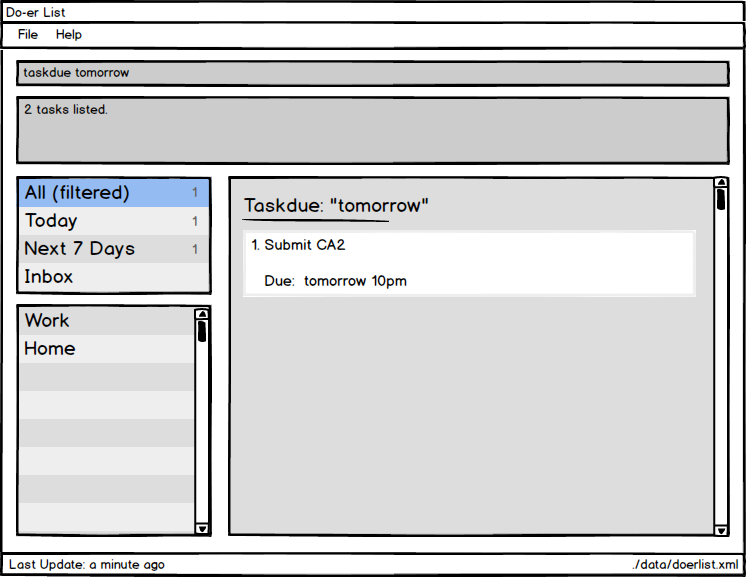 Do-er List
File Help
taskdue tomorrow
2 tasks listed.
All (filtered) 1
Today 1
Next 7 Days 1
Inbox
Work
Home
Taskdue: "tomorrow"
1. Submit CA2
Due: tomorrow 10pm
Last Update: a minute ago ./data/doerlist.xml